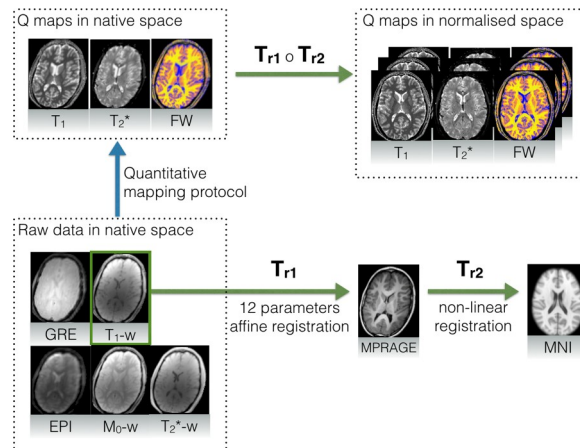 Q maps in native space
T₁
T₂*
FW
Tr1 ○ Tr2
Q maps in normalised space
T₁
T₂*
FW
Quantitative
mapping protocol
Raw data in native space
GRE
T₁-w
EPI
M₀-w
T₂*-w
Tr1
12 parameters
affine registration
MPRAGE
Tr2
non-linear
registration
MNI